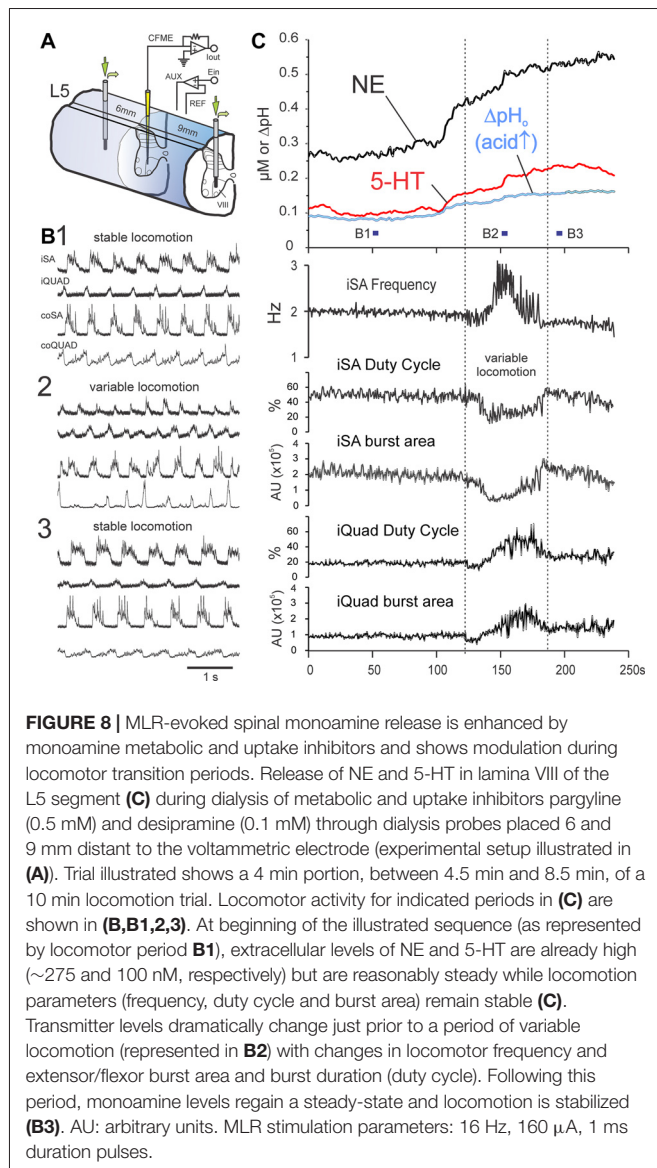 A
CFME
Iout
AUX
Ein
REF
L5
6mm
9mm
VIII
B1
stable locomotion
iSA
iQUAD
coSA
coQUAD
2
variable locomotion
3
stable locomotion
1 s
C
µM or ΔpH
0.6
0.5
0.4
0.3
0.2
0.1
0
NE
ΔpHo
(acid↑)
5-HT
B1
B2
B3
Hz
3
2
1
iSA Frequency
iSA Duty Cycle
variable
locomotion
%
60
40
20
0
iSA burst area
AU (x10⁵)
4
3
2
1
0
iQuad Duty Cycle
%
60
40
20
0
iQuad burst area
AU (x10⁵)
4
3
2
1
0
0
50
100
150
200
250s
FIGURE 8 | MLR-evoked spinal monoamine release is enhanced by
monoamine metabolic and uptake inhibitors and shows modulation during
locomotor transition periods. Release of NE and 5-HT in lamina VIII of the
L5 segment (C) during dialysis of metabolic and uptake inhibitors pargyline
(0.5 mM) and desipramine (0.1 mM) through dialysis probes placed 6 and
9 mm distant to the voltammetric electrode (experimental setup illustrated in
(A)). Trial illustrated shows a 4 min portion, between 4.5 min and 8.5 min, of a
10 min locomotion trial. Locomotor activity for indicated periods in (C) are
shown in (B,B1,2,3). At beginning of the illustrated sequence (as represented
by locomotor period B1), extracellular levels of NE and 5-HT are already high
(∼275 and 100 nM, respectively) but are reasonably steady while locomotion
parameters (frequency, duty cycle and burst area) remain stable (C).
Transmitter levels dramatically change just prior to a period of variable
locomotion (represented in B2) with changes in locomotor frequency and
extensor/flexor burst area and burst duration (duty cycle). Following this
period, monoamine levels regain a steady-state and locomotion is stabilized
(B3). AU: arbitrary units. MLR stimulation parameters: 16 Hz, 160 µA, 1 ms
duration pulses.